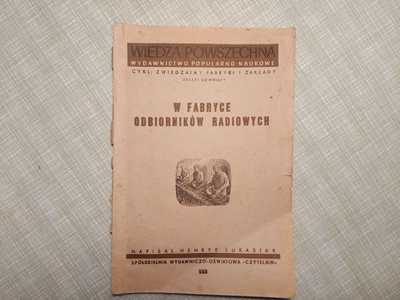 WIEDZA POWSZECHNA
WYDAWNICTWO POPULARNO-NAUKOWE
CYKL: ZWIEDZAMY FABRYKI I ZAKŁADY
ZESZYT
W FABRYCE
ODBIORNIKÓW RADIOWYCH
NAPISAŁ HENRYK ŁUKASIAK
SPÓŁDZIELNIA WYDAWNICZO-OŚWIATOWA «CZYTELNIK»